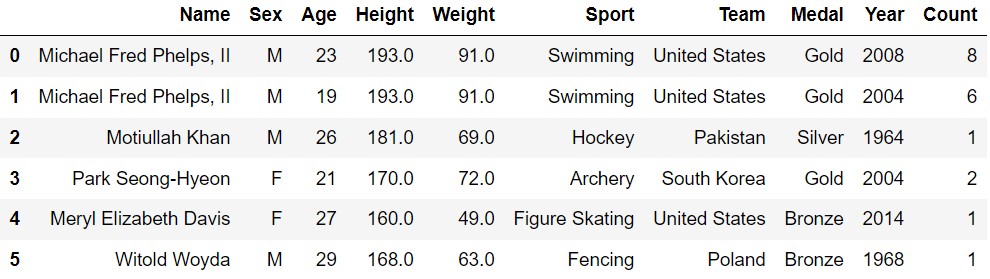 Name Sex Age Height Weight Sport Team Medal Year Count
0 Michael Fred Phelps, II M 23 193.0 91.0 Swimming United States Gold 2008 8
1 Michael Fred Phelps, II M 19 193.0 91.0 Swimming United States Gold 2004 6
2 Motiullah Khan M 26 181.0 69.0 Hockey Pakistan Silver 1964 1
3 Park Seong-Hyeon F 21 170.0 72.0 Archery South Korea Gold 2004 2
4 Meryl Elizabeth Davis F 27 160.0 49.0 Figure Skating United States Bronze 2014 1
5 Witold Woyda M 29 168.0 63.0 Fencing Poland Bronze 1968 1